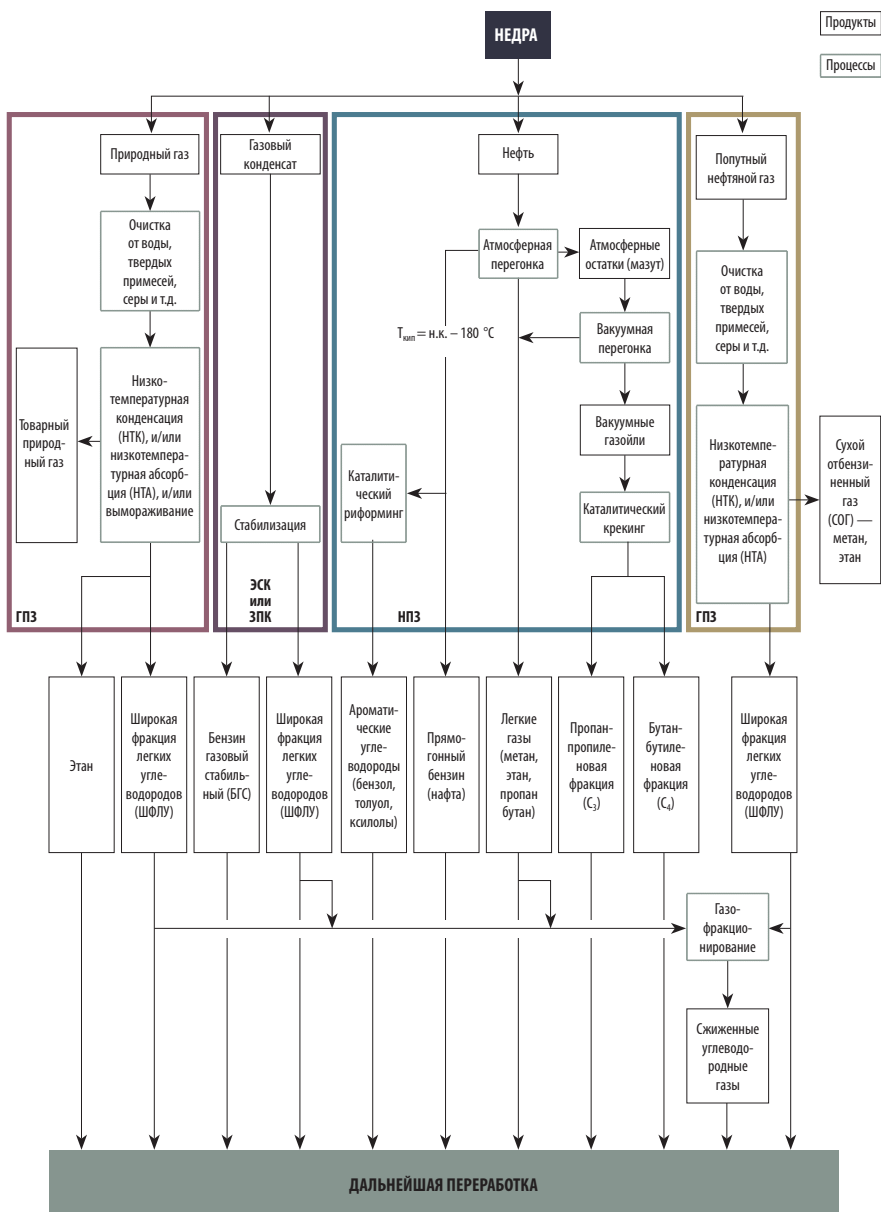 НЕДРА
Продукты
Процессы
Природный газ
Газовый
конденсат
Нефть
Попутный
нефтяной газ
Очистка
от воды,
твердых
примесей,
серы и т.д.
Атмосферная
перегонка
Атмосферные
остатки (мазут)
Очистка
от воды,
твердых
примесей,
серы и т.д.
Tкип = н.к. – 180 °C
Вакуумная
перегонка
Товарный
природ-
ный газ
Низко-
температурная
конденсация
(НТК), и/или
низкотемпера-
турная абсорб-
ция (НТА), и/или
вымораживание
Вакуумные
газойли
Каталити-
ческий
риформинг
Стабилизация
Каталитический
крекинг
Низкотемпе-
ратурная
конденсация
(НТК), и/или
низкотемпера-
турная абсорб-
ция (НТА)
Сухой
отбензи-
ненный
газ
(СОГ) —
метан,
этан
ГПЗ
ЭСК
или
ЗПК
НПЗ
ГПЗ
Этан
Широкая
фракция
легких
угле-
водородов
(ШФЛУ)
Бензин
газовый
стабиль-
ный (БГС)
Широкая
фракция
легких
угле-
водородов
(ШФЛУ)
Аромати-
ческие
угле-
водороды
(бензол,
толуол,
ксилолы)
Прямо-
гонный
бензин
(нафта)
Легкие
газы
(метан,
этан,
пропан
бутан)
Пропан-
пропиле-
новая
фракция
(C₃)
Бутан-
бутиле-
новая
фракция
(C₄)
Широкая
фракция
легких
угле-
водородов
(ШФЛУ)
Газо-
фракцио-
нирование
Сжиженные
углеводо-
родные
газы
ДАЛЬНЕЙШАЯ ПЕРЕРАБОТКА